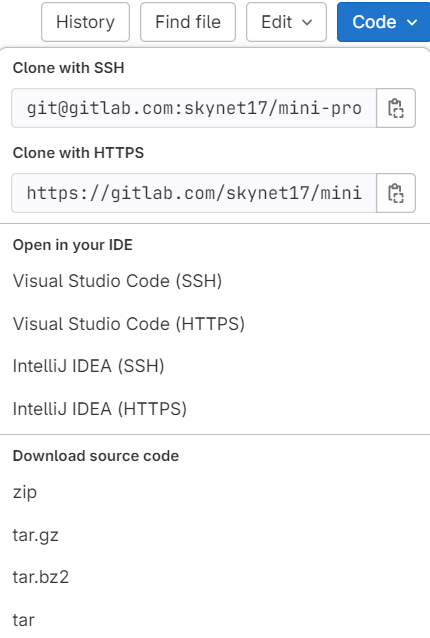 History Find file Edit Code
Clone with SSH
git@gitlab.com:skynet17/mini-pro
Clone with HTTPS
https://gitlab.com/skynet17/mini
Open in your IDE
Visual Studio Code (SSH)
Visual Studio Code (HTTPS)
IntelliJ IDEA (SSH)
IntelliJ IDEA (HTTPS)
Download source code
zip
tar.gz
tar.bz2
tar